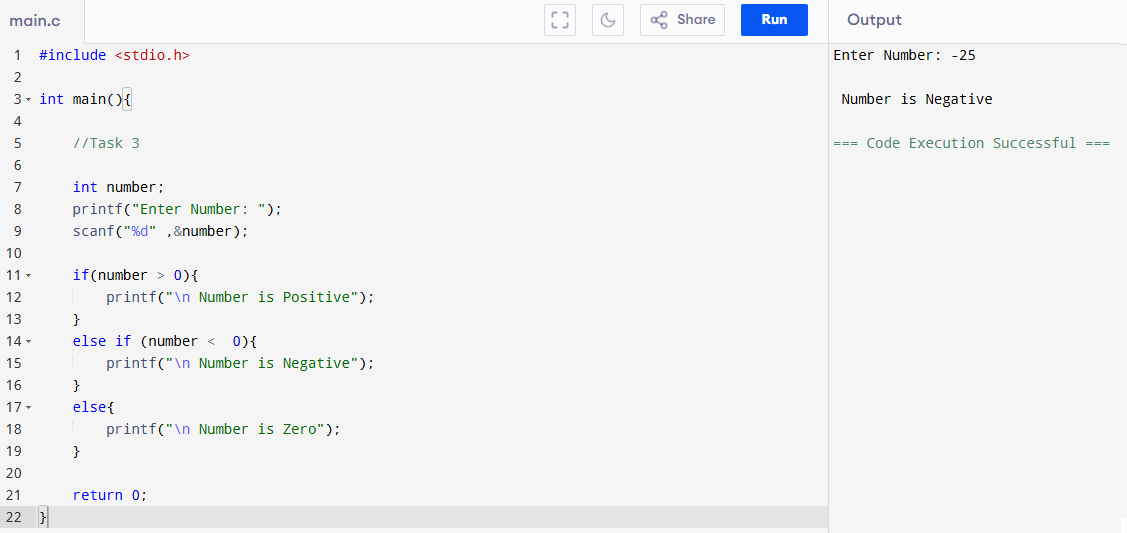 main.c
Share
Run
Output
1 #include <stdio.h>
2
3 int main(){
4
5     //Task 3
6
7     int number;
8     printf("Enter Number: ");
9     scanf("%d" ,&number);
10
11     if(number > 0){
12         printf("\n Number is Positive");
13     }
14     else if (number <  0){
15         printf("\n Number is Negative");
16     }
17     else{
18         printf("\n Number is Zero");
19     }
20
21     return 0;
22 }
Enter Number: -25
 Number is Negative
=== Code Execution Successful ===